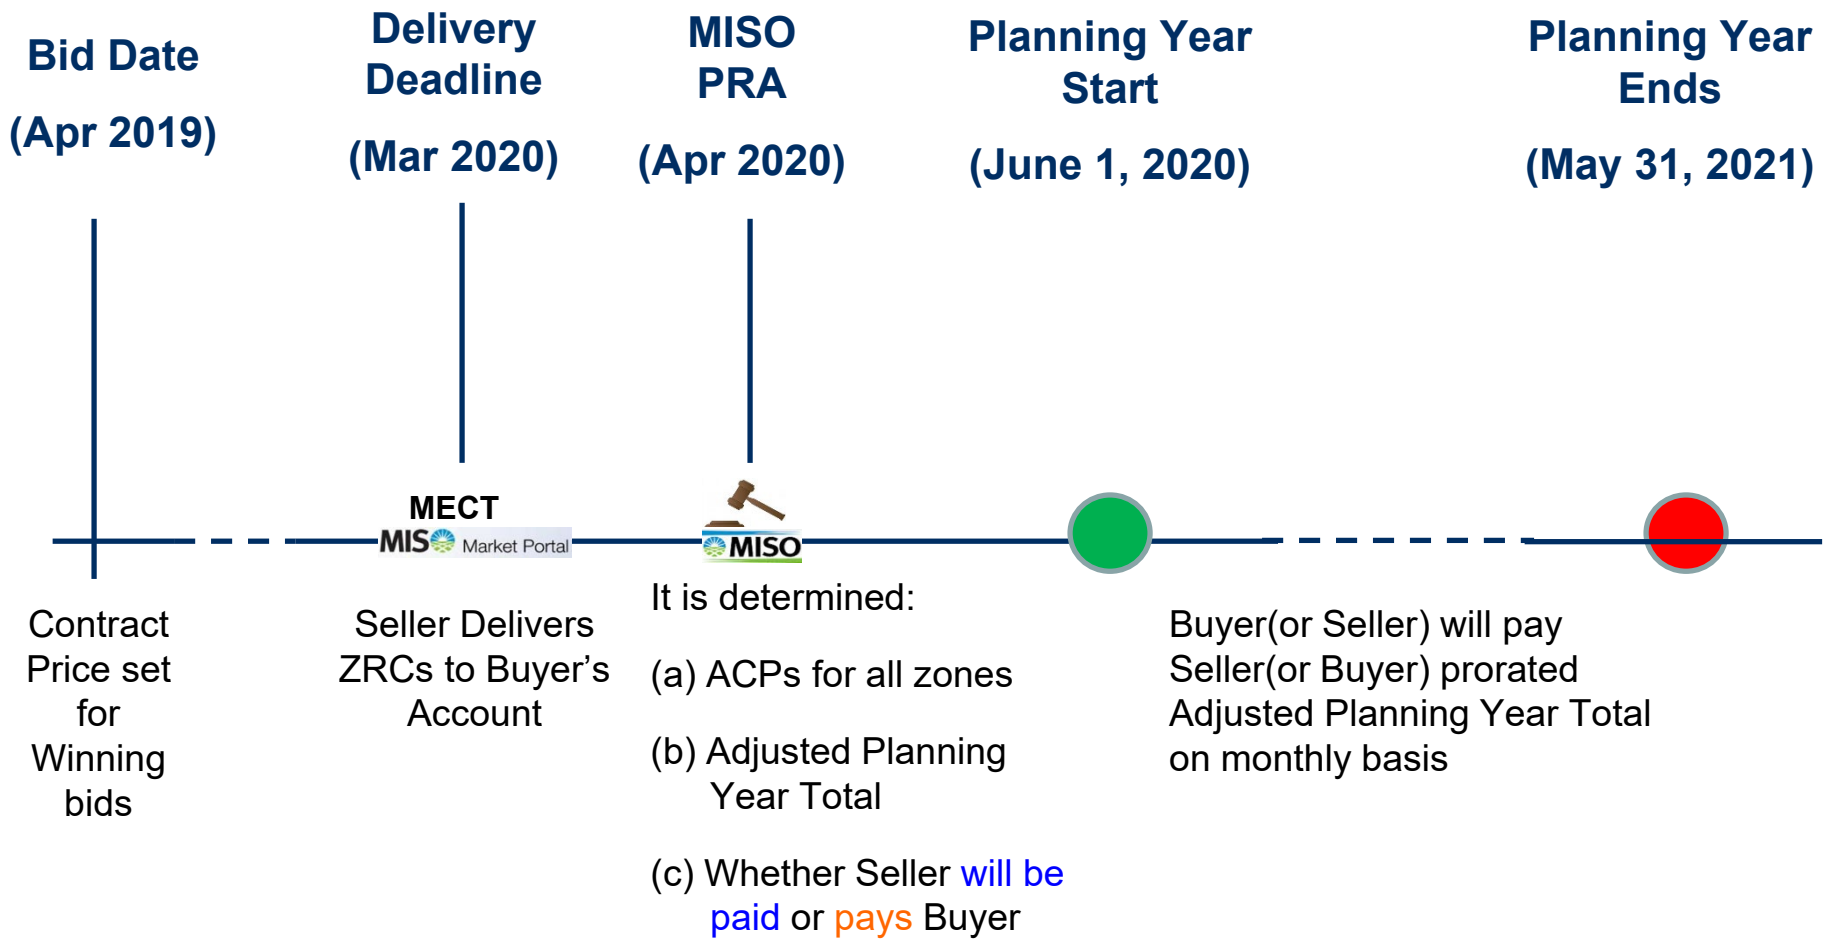 Bid Date
(Apr 2019)
Delivery
Deadline
(Mar 2020)
MISO
PRA
(Apr 2020)
Planning Year
Start
(June 1, 2020)
Planning Year
Ends
(May 31, 2021)
MECT
MISO Market Portal
MISO
Contract
Price set
for
Winning
bids
Seller Delivers
ZRCs to Buyer’s
Account
It is determined:
(a) ACPs for all zones
(b) Adjusted Planning
Year Total
(c) Whether Seller will be
paid or pays Buyer
Buyer(or Seller) will pay
Seller(or Buyer) prorated
Adjusted Planning Year Total
on monthly basis